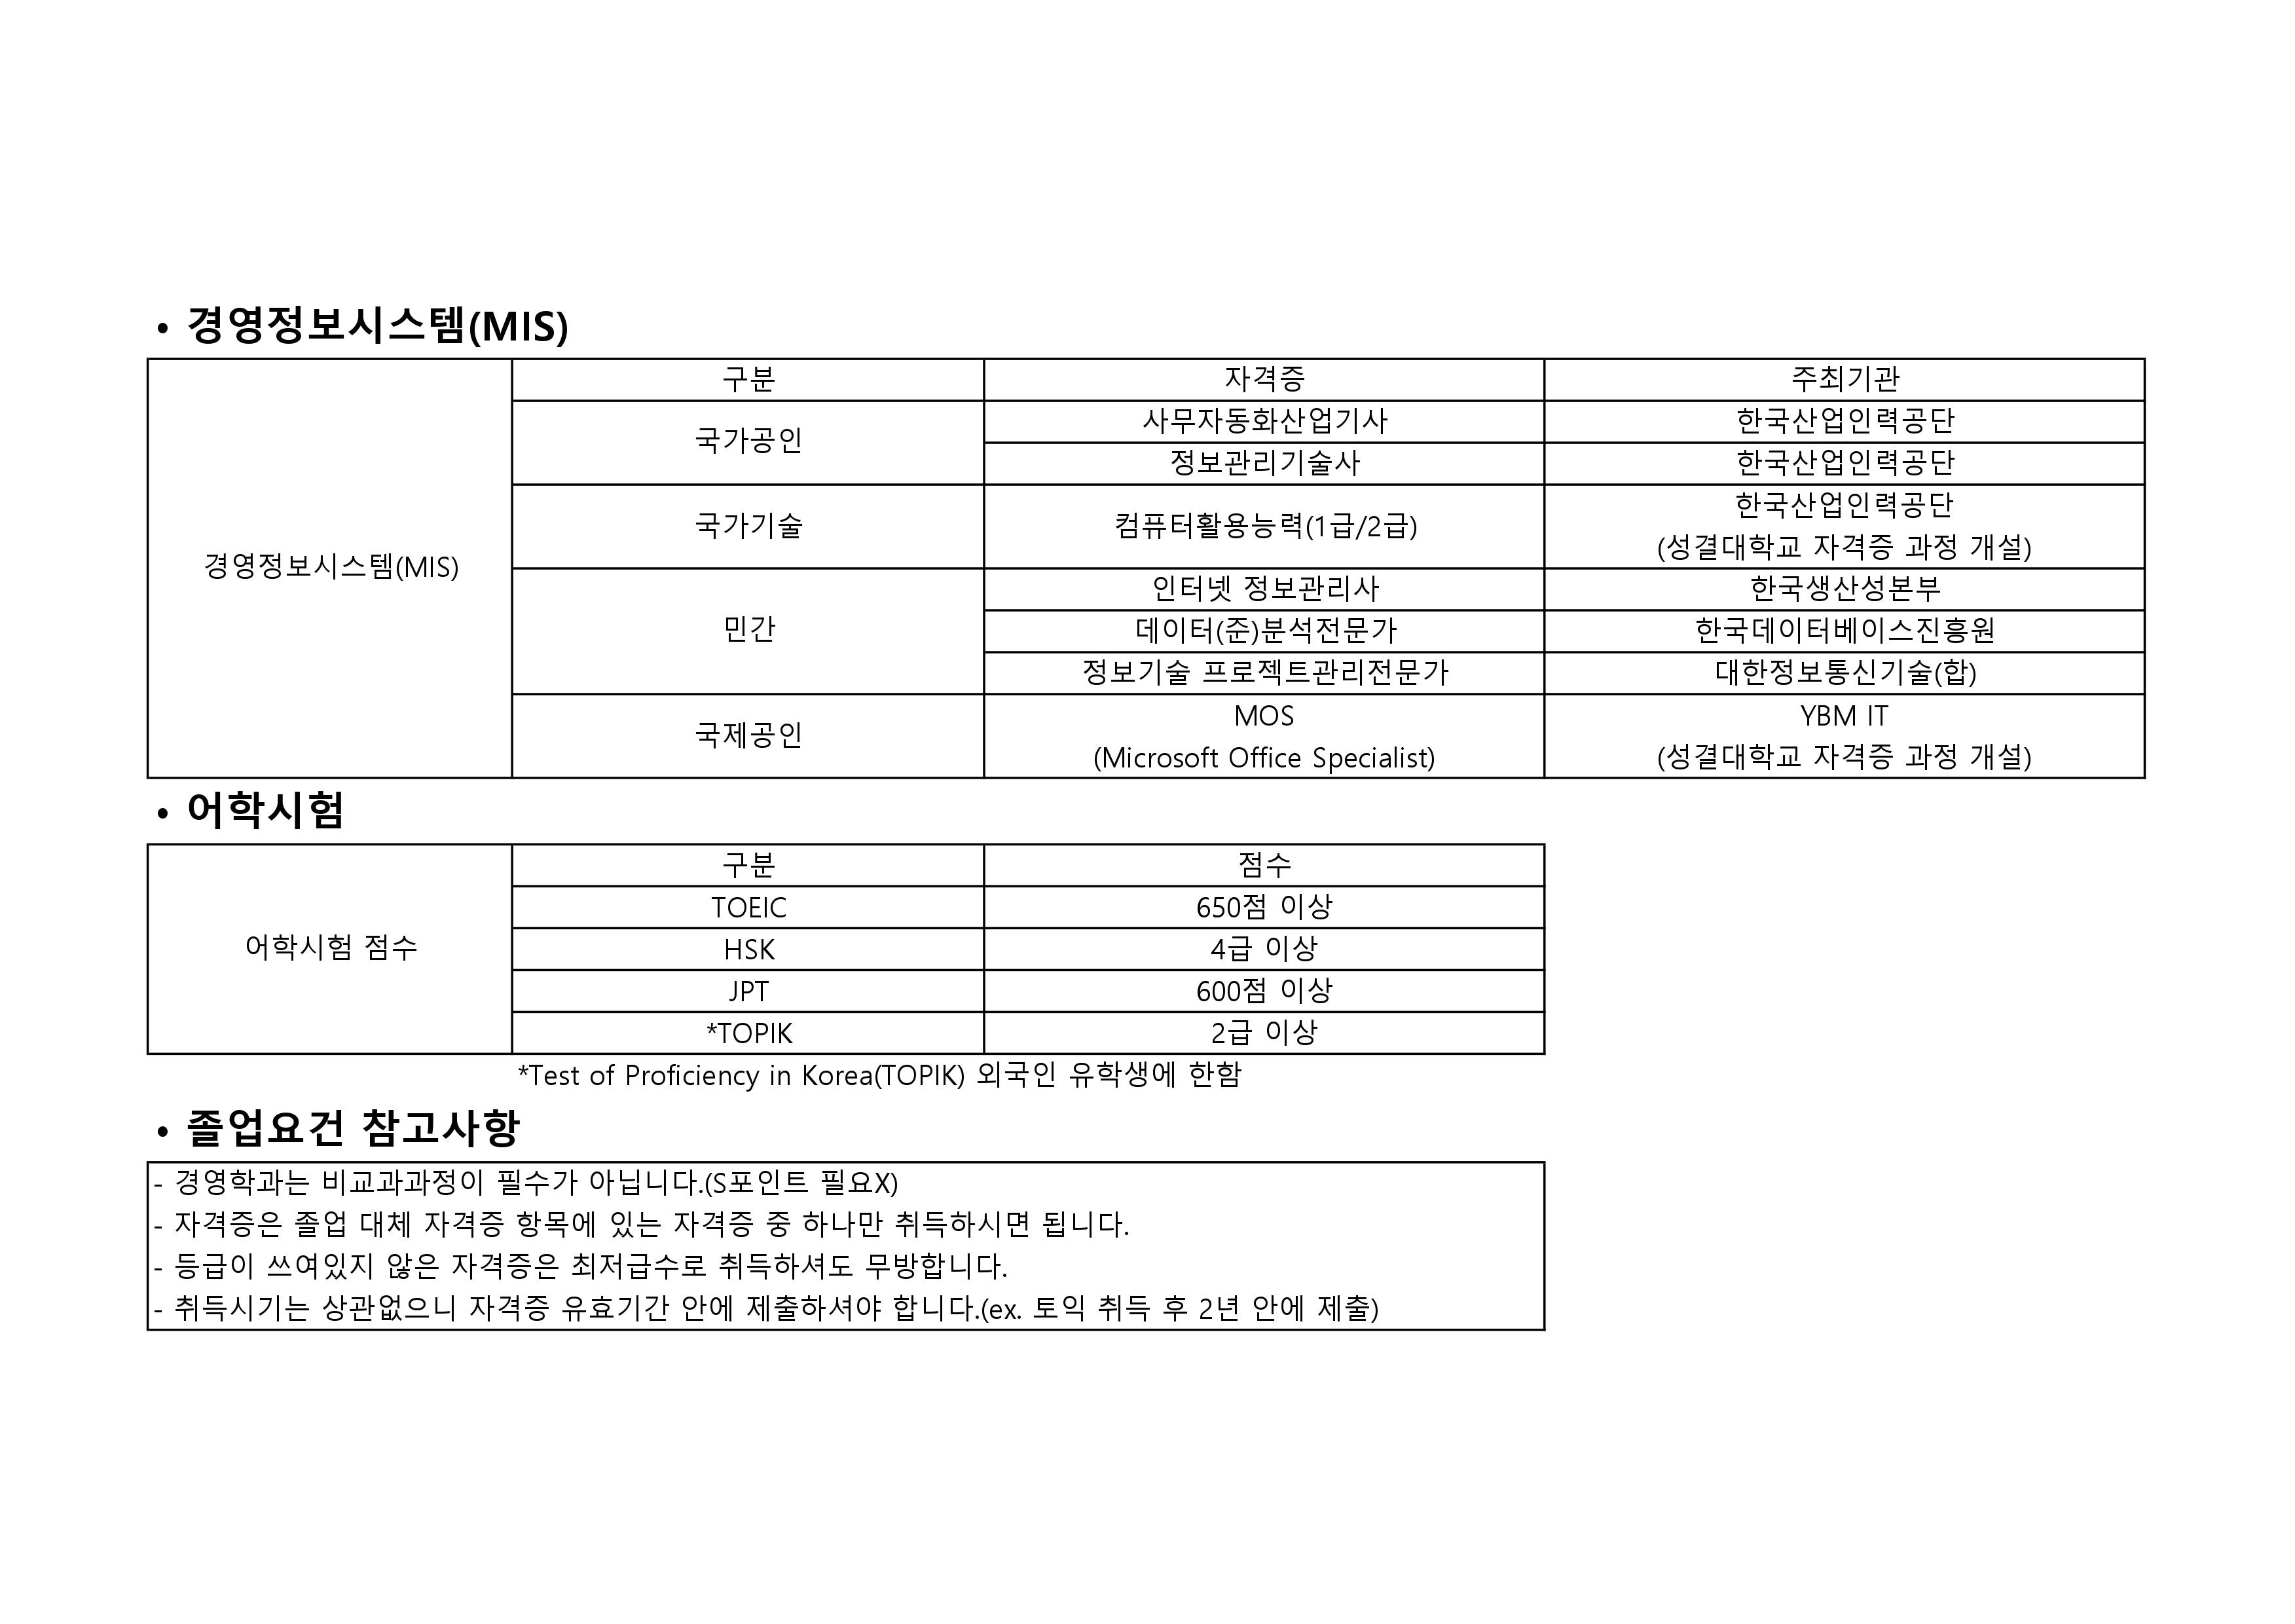 • 경영정보시스템(MIS)
구분 자격증 주최기관
국가공인 사무자동화산업기사 한국산업인력공단
정보관리기술사 한국산업인력공단
국가기술 컴퓨터활용능력(1급/2급) 한국산업인력공단
(성결대학교 자격증 과정 개설)
경영정보시스템(MIS)
인터넷 정보관리사 한국생산성본부
민간 데이터(준)분석전문가 한국데이터베이스진흥원
정보기술 프로젝트관리전문가 대한정보통신기술(합)
국제공인 MOS YBM IT
(Microsoft Office Specialist) (성결대학교 자격증 과정 개설)
• 어학시험
구분 점수
TOEIC 650점 이상
어학시험 점수 HSK 4급 이상
JPT 600점 이상
*TOPIK 2급 이상
*Test of Proficiency in Korea(TOPIK) 외국인 유학생에 한함
• 졸업요건 참고사항
- 경영학과는 비교과과정이 필수가 아닙니다.(S포인트 필요X)
- 자격증은 졸업 대체 자격증 항목에 있는 자격증 중 하나만 취득하시면 됩니다.
- 등급이 쓰여있지 않은 자격증은 최저급수로 취득하셔도 무방합니다.
- 취득시기는 상관없으니 자격증 유효기간 안에 제출하셔야 합니다.(ex. 토익 취득 후 2년 안에 제출)